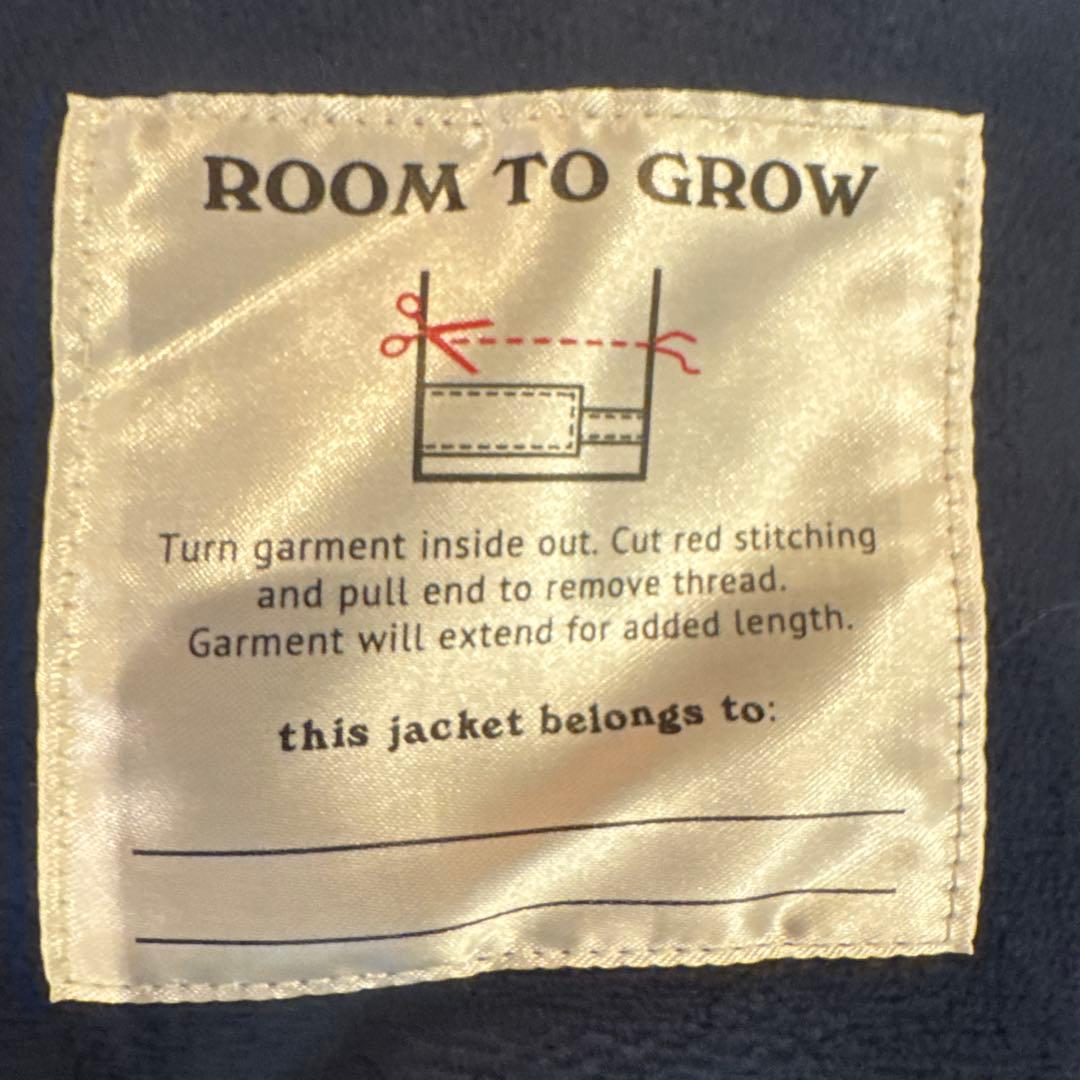 ROOM TO GROW
Turn garment inside out. Cut red stitching
and pull end to remove thread.
Garment will extend for added length.
this jacket belongs to: